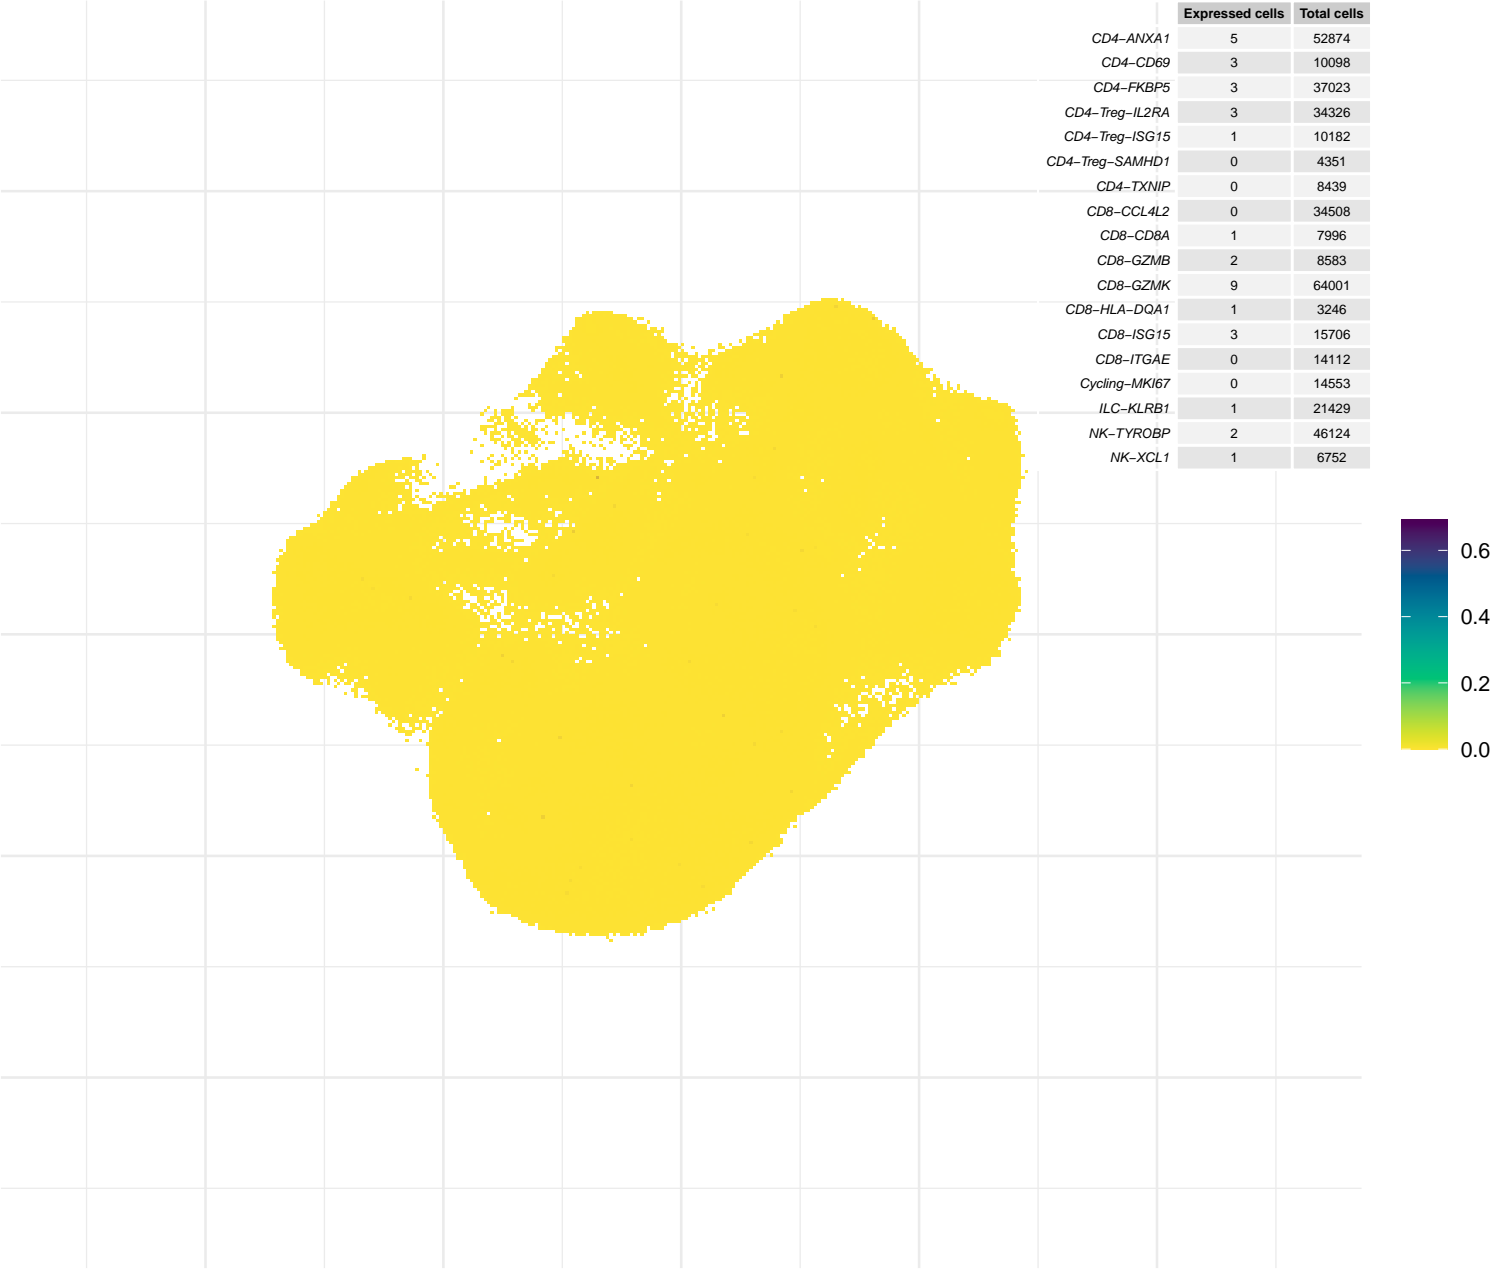 Expressed cells Total cells
CD4−ANXA1 5 52874
CD4−CD69 3 10098
CD4−FKBP5 3 37023
CD4−Treg−IL2RA 3 34326
CD4−Treg−ISG15 1 10182
CD4−Treg−SAMHD1 0 4351
CD4−TXNIP 0 8439
CD8−CCL4L2 0 34508
CD8−CD8A 1 7996
CD8−GZMB 2 8583
CD8−GZMK 9 64001
CD8−HLA−DQA1 1 3246
CD8−ISG15 3 15706
CD8−ITGAE 0 14112
Cycling−MKI67 0 14553
ILC−KLRB1 1 21429
NK−TYROBP 2 46124
NK−XCL1 1 6752
0.6
0.4
0.2
0.0